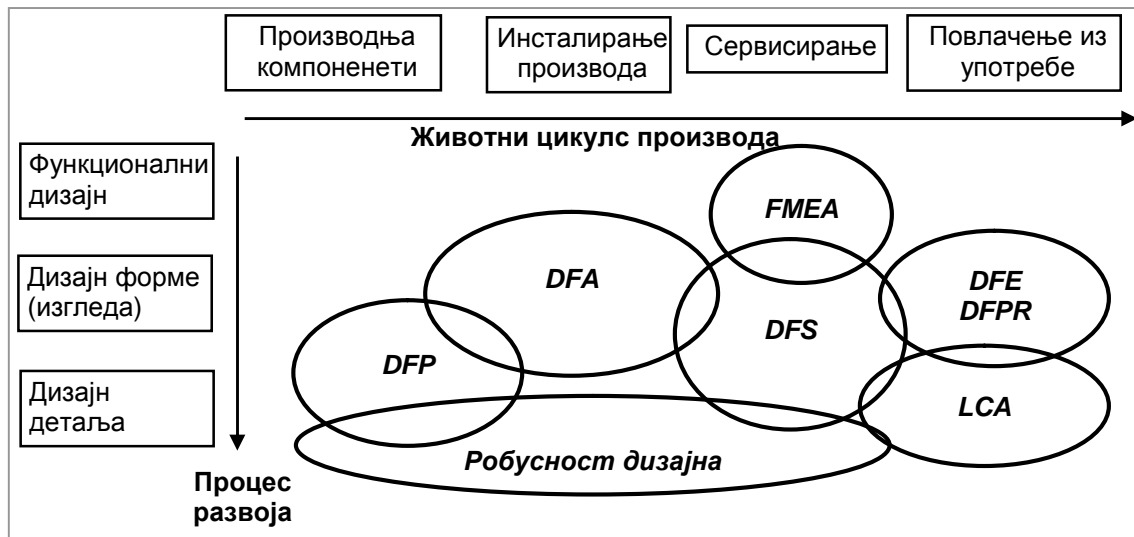 Производња
компоненети
Инсталирање
производа
Сервисирање
Повлачење из
употребе
Животни цикулс производа
Функционални
дизајн
FMEA
Дизајн форме
(изгледа)
DFA
DFE
DFPR
DFS
DFP
Дизајн
детаља
LCA
Робусност дизајна
Процес
развоја